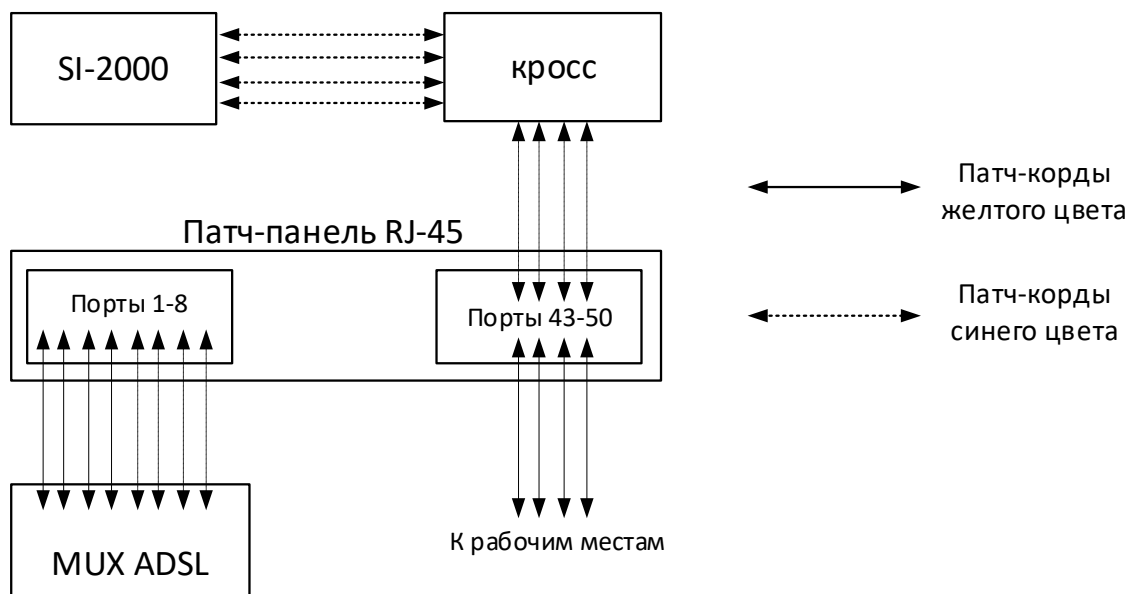 SI-2000
кросс
Патч-корды
желтого цвета
Патч-панель RJ-45
Порты 1-8
Порты 43-50
Патч-корды
синего цвета
К рабочим местам
MUX ADSL